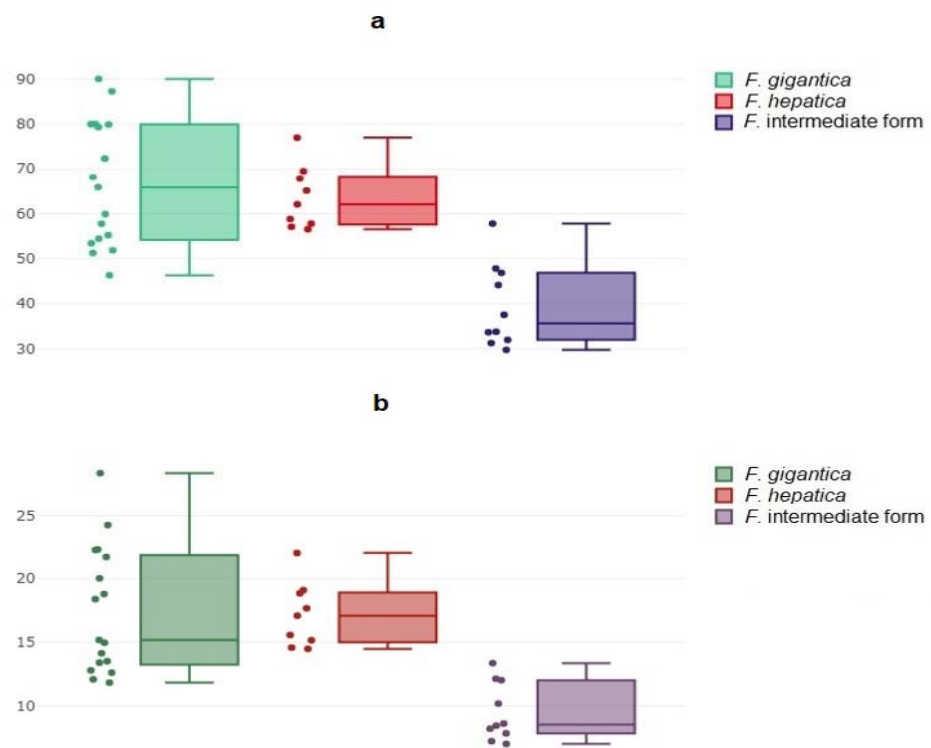 a
90
80
70
60
50
40
30
F. gigantica
F. hepatica
F. intermediate form
b
25
20
15
10
F. gigantica
F. hepatica
F. intermediate form